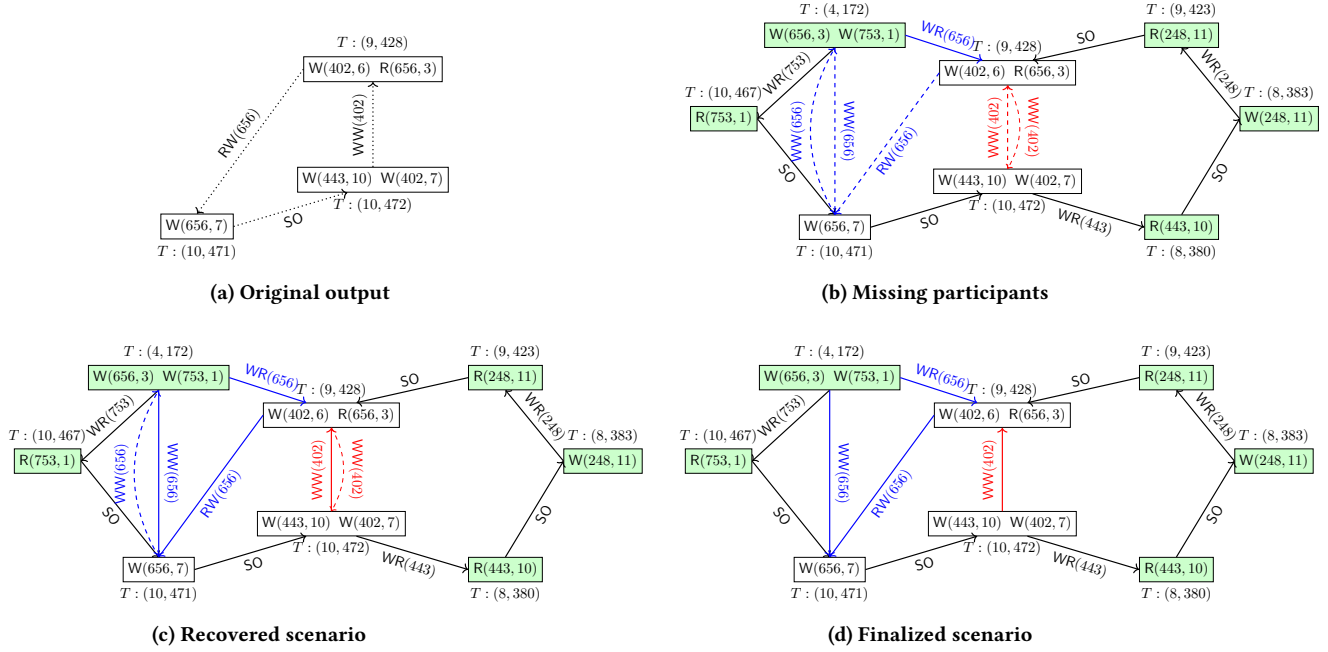 T : (9, 428)
W(402, 6) R(656, 3)
RW(656)
WW(402)
W(443, 10) W(402, 7)
T : (10, 472)
W(656, 7)
SO
T : (10, 471)
(a) Original output
T : (4, 172)
T : (9, 423)
W(656, 3) W(753, 1)
WR(656)
SO
R(248, 11)
T : (9, 428)
WR(753)
W(402, 6) R(656, 3)
WR(248)
T : (10, 467)
T : (8, 383)
R(753, 1)
WW(656)
WW(656)
RW(656)
WW(402)
WW(402)
W(248, 11)
SO
W(443, 10) W(402, 7)
SO
T : (10, 472)
W(656, 7)
SO
WR(443)
R(443, 10)
T : (10, 471)
T : (8, 380)
(b) Missing participants
T : (4, 172)
T : (9, 423)
W(656, 3) W(753, 1)
WR(656)
SO
R(248, 11)
T : (9, 428)
WR(753)
W(402, 6) R(656, 3)
WR(248)
T : (10, 467)
T : (8, 383)
R(753, 1)
WW(656)
WW(656)
RW(656)
WW(402)
WW(402)
W(248, 11)
SO
W(443, 10) W(402, 7)
SO
T : (10, 472)
W(656, 7)
SO
WR(443)
R(443, 10)
T : (10, 471)
T : (8, 380)
(c) Recovered scenario
T : (4, 172)
T : (9, 423)
W(656, 3) W(753, 1)
WR(656)
SO
R(248, 11)
T : (9, 428)
WR(753)
W(402, 6) R(656, 3)
WR(248)
T : (10, 467)
T : (8, 383)
R(753, 1)
WW(656)
RW(656)
WW(402)
W(248, 11)
SO
W(443, 10) W(402, 7)
SO
T : (10, 472)
W(656, 7)
SO
WR(443)
R(443, 10)
T : (10, 471)
T : (8, 380)
(d) Finalized scenario